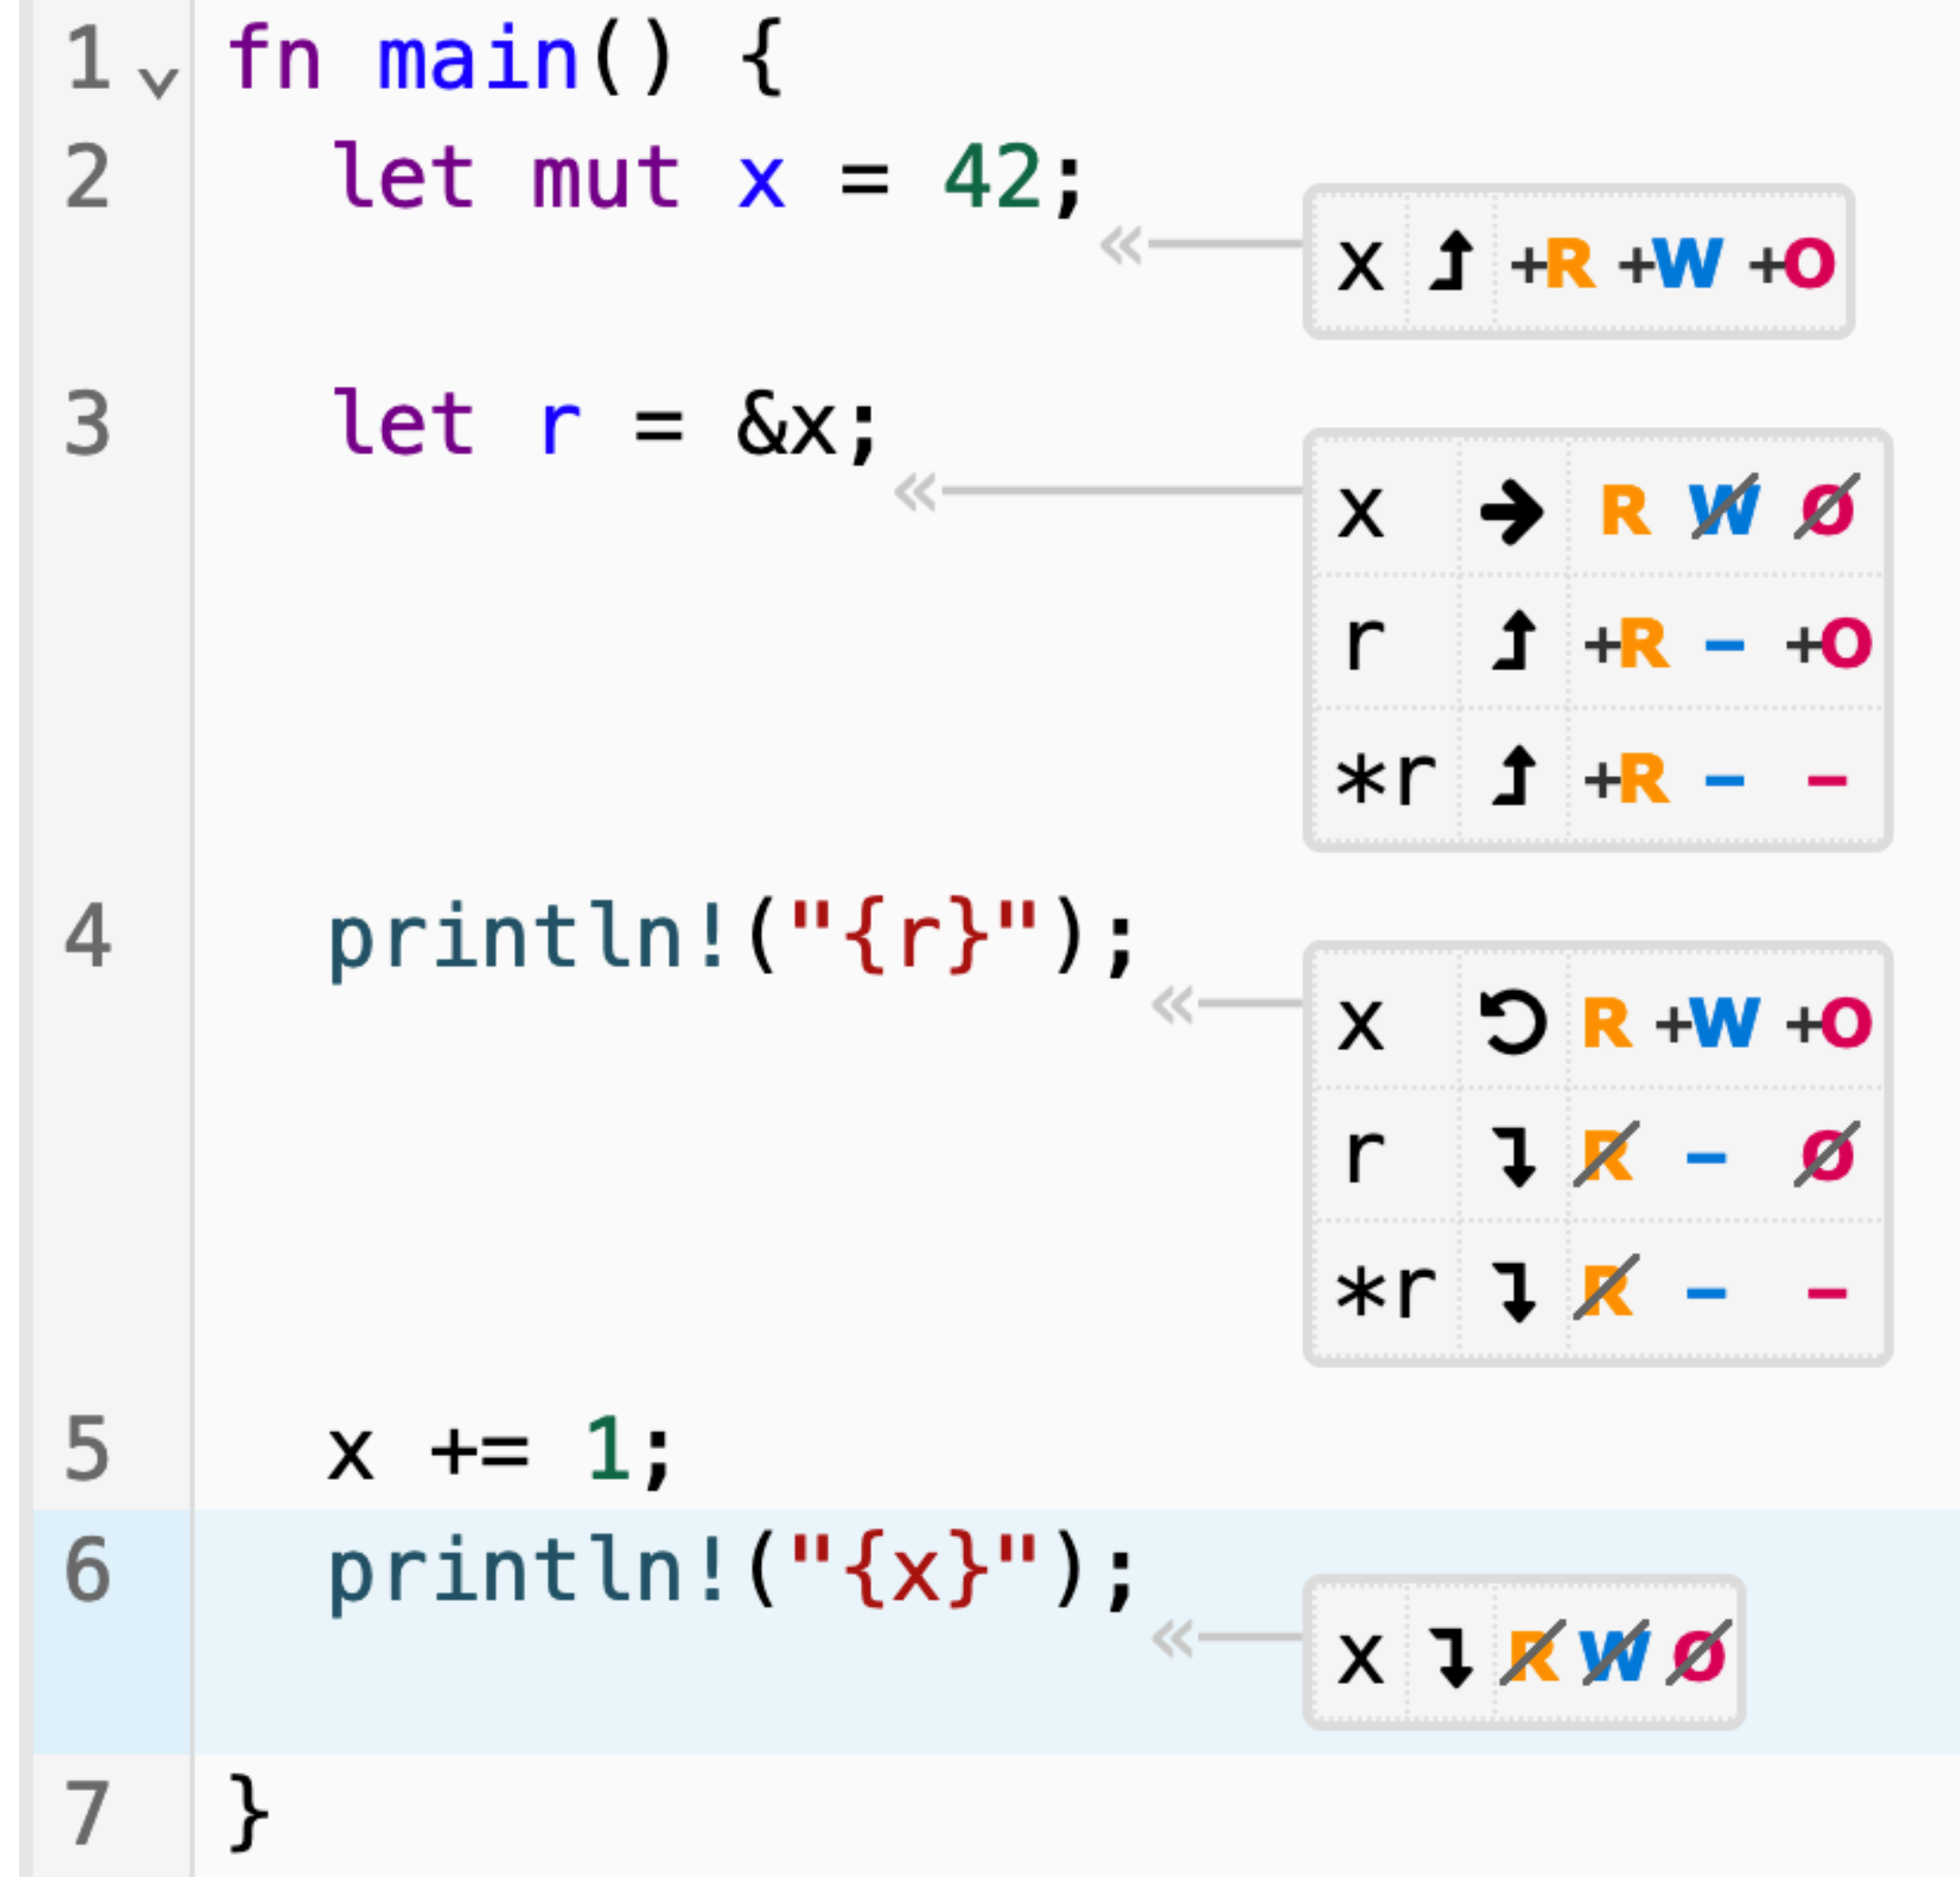 1 fn main() {
2 let mut x = 42;
x +R +W +O
3 let r = &x;
x R W O
r +R - +O
*r +R - -
4 println!("{r}");
x R +W +O
r R - O
*r R - -
5 x += 1;
6 println!("{x}");
x R W O
7 }